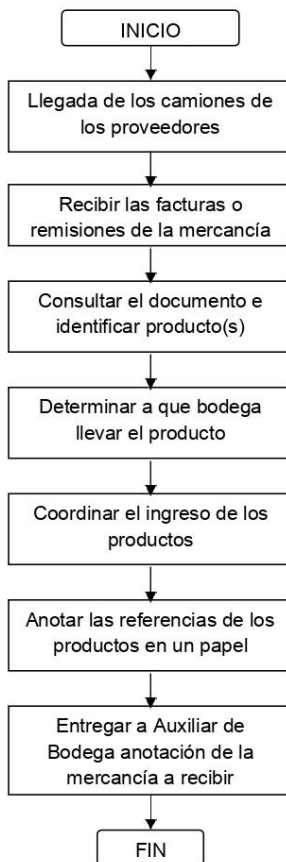 INICIO
Llegada de los camiones de
los proveedores
Recibir las facturas o
remisiones de la mercancía
Consultar el documento e
identificar producto(s)
Determinar a que bodega
llevar el producto
Coordinar el ingreso de los
productos
Anotar las referencias de los
productos en un papel
Entregar a Auxiliar de
Bodega anotación de la
mercancía a recibir
FIN